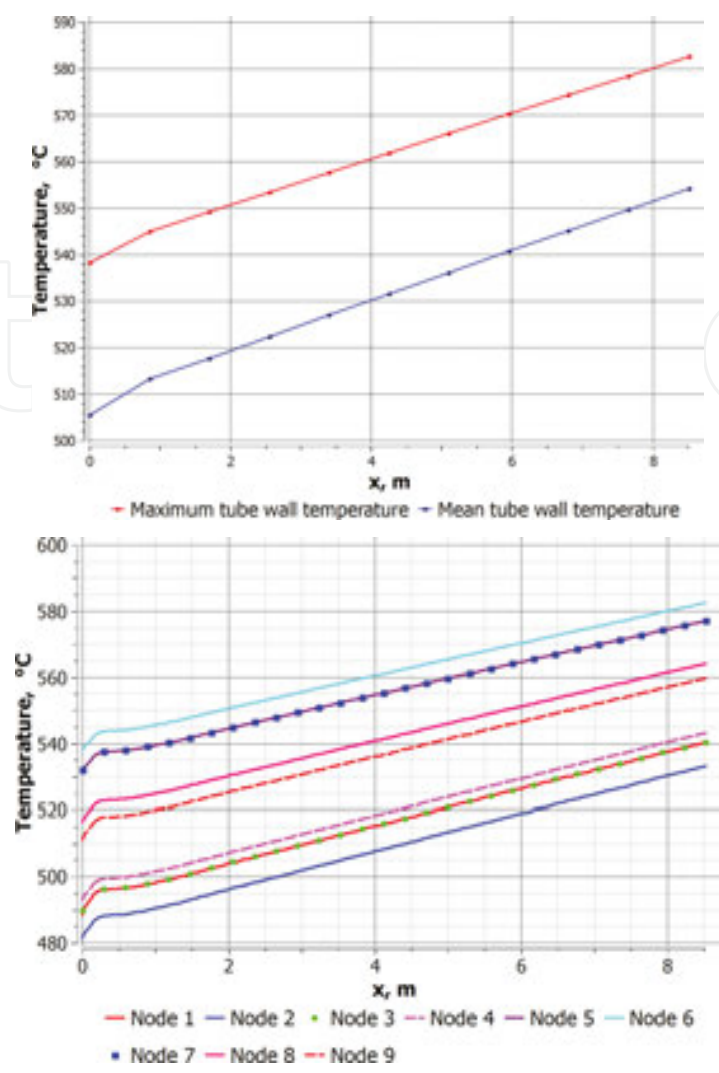 590
580
570
560
550
540
530
520
510
500
Temperature, °C
0 2 4 6 8
x, m
Maximum tube wall temperature Mean tube wall temperature
600
580
560
540
520
500
480
Temperature, °C
0 2 4 6 8
x, m
Node 1 Node 2 Node 3 Node 4 Node 5 Node 6
Node 7 Node 8 Node 9